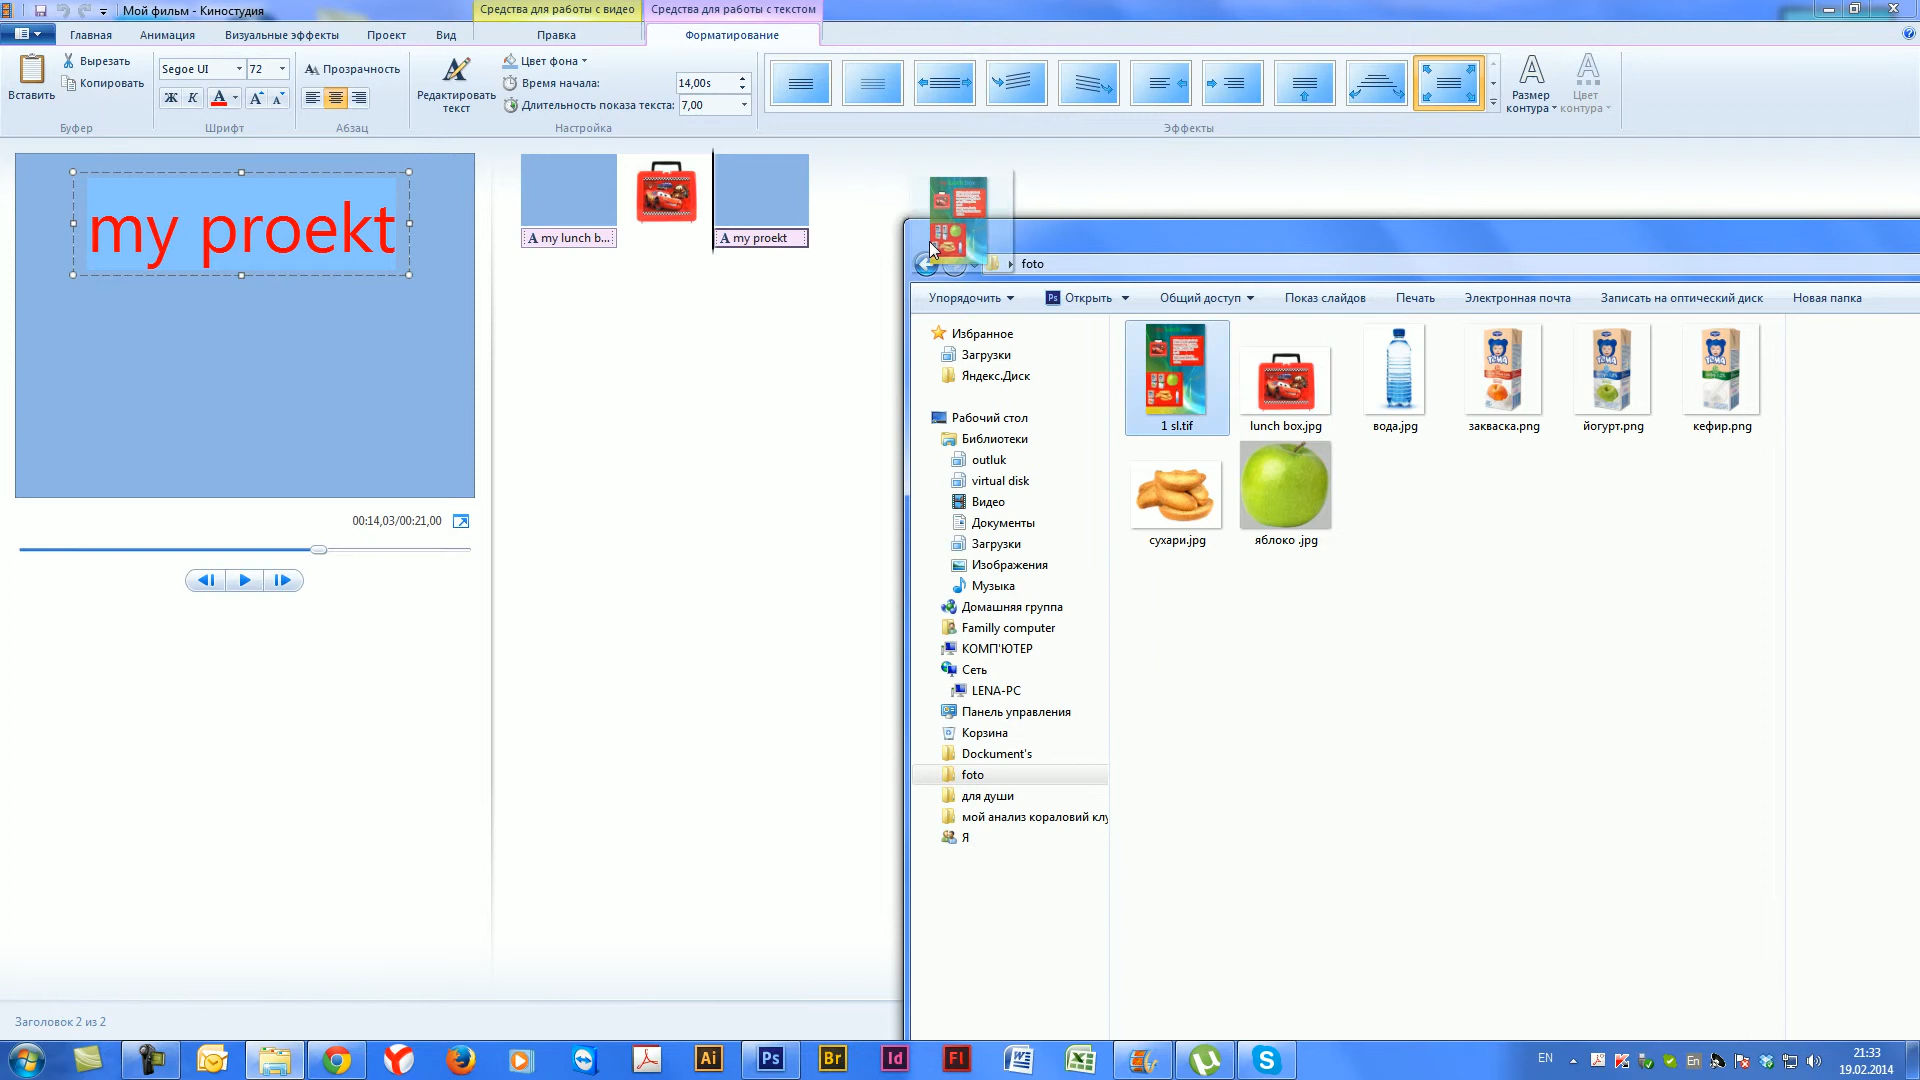 Мой фильм - Киностудия
Средства для работы с видео
Средства для работы с текстом
Главная
Анимация
Визуальные эффекты
Проект
Вид
Правка
Форматирование
Вставить
Вырезать
Копировать
Буфер
Segoe UI
72
Ж
К
А
A
A
Шрифт
Прозрачность
Абзац
Редактировать
текст
Цвет фона
Время начала:
14,00s
Длительность показа текста:
7,00
Настройка
Эффекты
Размер
контура
Цвет
контура
my proekt
00:14,03/00:21,00
A my lunch b...
A my proekt
foto
Упорядочить
Ps Открыть
Общий доступ
Показ слайдов
Печать
Электронная почта
Записать на оптический диск
Новая папка
Избранное
Загрузки
Яндекс.Диск
Рабочий стол
Библиотеки
outluk
virtual disk
Видео
Документы
Загрузки
Изображения
Музыка
Домашняя группа
Familly computer
КОМП'ЮТЕР
Сеть
LENA-PC
Панель управления
Корзина
Dockument's
foto
для души
мой анализ кораловий клу
Я
1 sl.tif
lunch box.jpg
вода.jpg
закваска.png
йогурт.png
кефир.png
сухари.jpg
яблоко .jpg
Заголовок 2 из 2
Ai
Ps
Br
Id
Fl
EN
En
21:33
19.02.2014